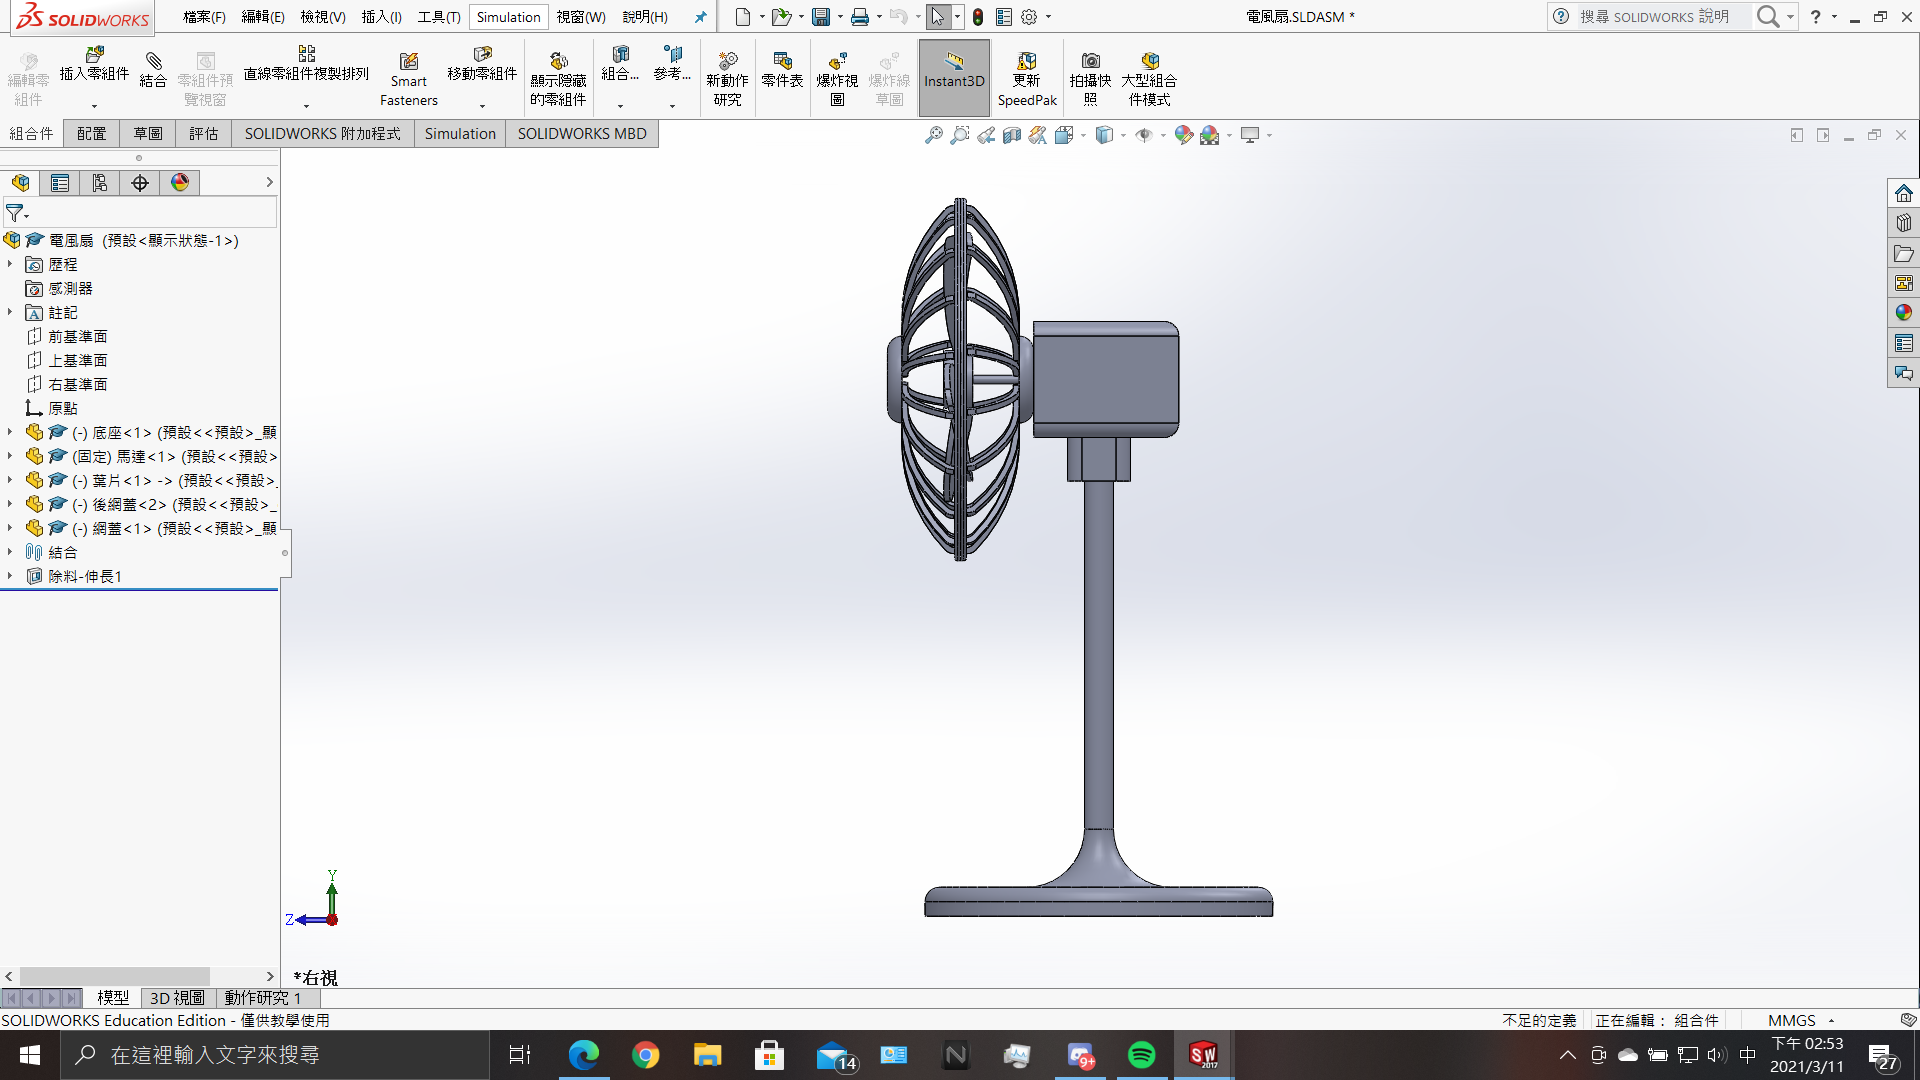 SOLIDWORKS 檔案(F) 編輯(E) 檢視(V) 插入(I) 工具(T) Simulation 視窗(W) 說明(H) 電風扇.SLDASM * 搜尋 SOLIDWORKS 說明 ?
編輯零組件
插入零組件
結合
零組件預覽視窗
直線零組件複製排列
Smart Fasteners
移動零組件
顯示隱藏的零組件
組合...
參考...
新動作研究
零件表
爆炸視圖
爆炸線草圖
Instant3D
更新 SpeedPak
拍攝快照
大型組合件模式
組合件 配置 草圖 評估 SOLIDWORKS 附加程式 Simulation SOLIDWORKS MBD
電風扇 (預設<顯示狀態-1>)
歷程
感測器
A 註記
前基準面
上基準面
右基準面
原點
(-) 底座<1> (預設<<預設>_顯
(固定) 馬達<1> (預設<<預設>
(-) 葉片<1> -> (預設<<預設>_
(-) 後網蓋<2> (預設<<預設>_
(-) 網蓋<1> (預設<<預設>_顯
結合
除料-伸長1
Y
Z
*右視
模型 3D 視圖 動作研究 1
SOLIDWORKS Education Edition - 僅供教學使用 不足的定義 正在編輯： 組合件 MMGS
在這裡輸入文字來搜尋 14 N 9+ SW 2017 中 下午 02:53 27
2021/3/11